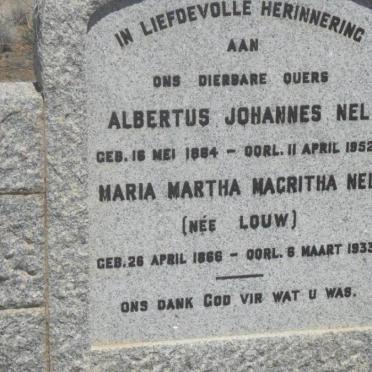 IN LIEFDEVOLLE HERINNERING
AAN
ONS DIERBARE OUERS
ALBERTUS JOHANNES NEL
GEB. 16 MEI 1864 – OORL. 11 APRIL 1952
MARIA MARTHA MACRITHA NEL
(NÉE LOUW)
GEB. 26 APRIL 1866 – OORL. 6 MAART 1933
ONS DANK GOD VIR WAT U WAS.